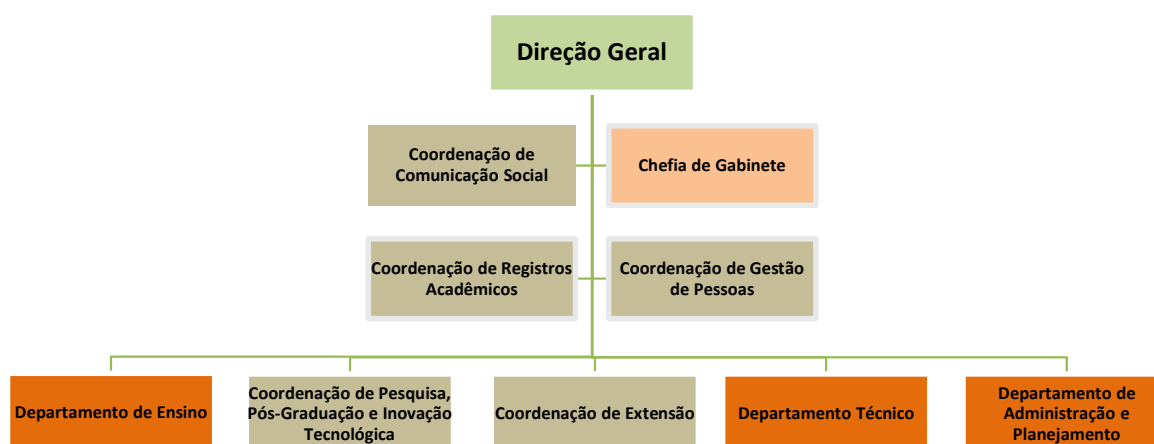 Direção Geral
Coordenação de
Comunicação Social
Chefia de Gabinete
Coordenação de Registros
Acadêmicos
Coordenação de Gestão
de Pessoas
Departamento de Ensino
Coordenação de Pesquisa,
Pós-Graduação e Inovação
Tecnológica
Coordenação de Extensão
Departamento Técnico
Departamento de
Administração e
Planejamento